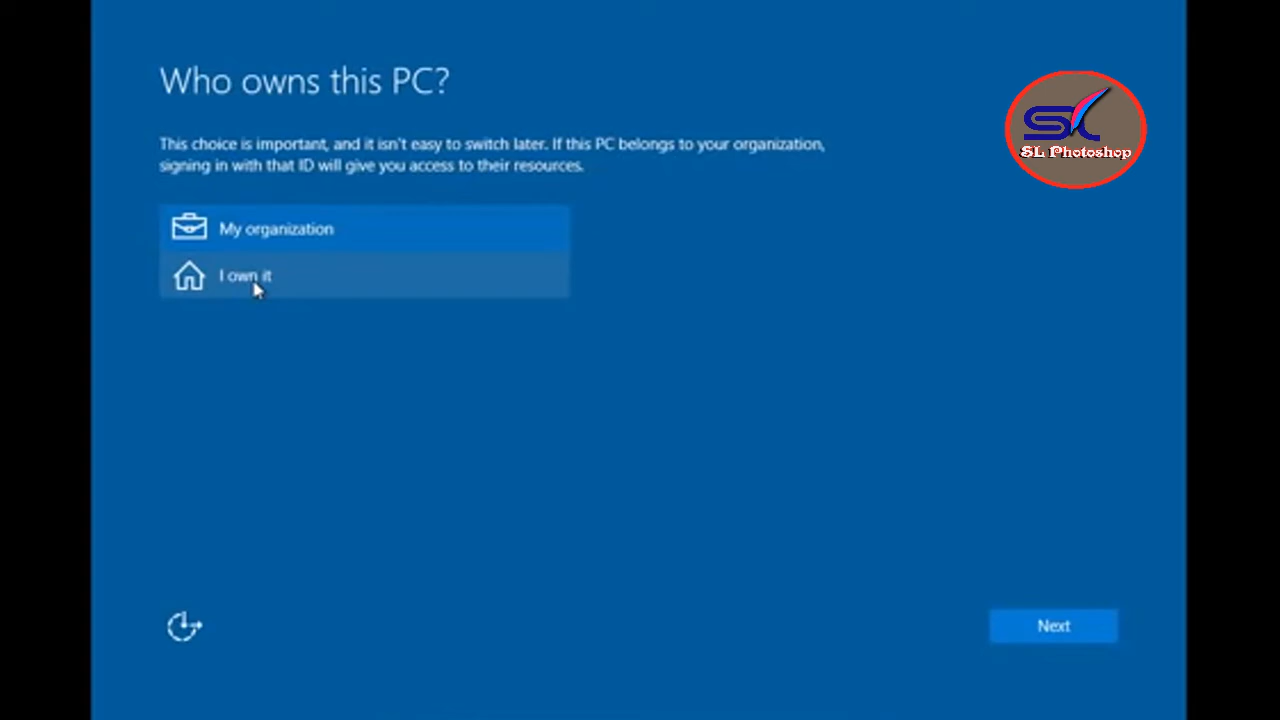 Who owns this PC?
This choice is important, and it isn't easy to switch later. If this PC belongs to your organization,
signing in with that ID will give you access to their resources.
SL
SL Photoshop
My organization
I own it
Next